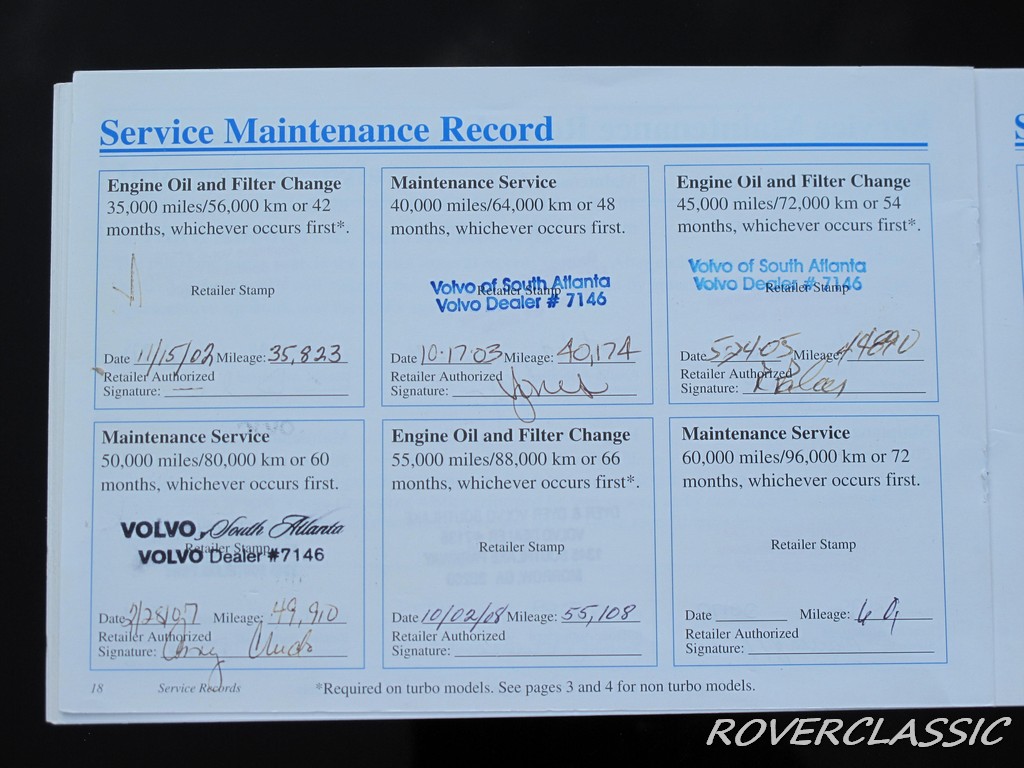 Service Maintenance Record
Engine Oil and Filter Change
35,000 miles/56,000 km or 42
months, whichever occurs first*.
Retailer Stamp
Date 11/15/02 Mileage: 35,823
Retailer Authorized
Signature:
Maintenance Service
40,000 miles/64,000 km or 48
months, whichever occurs first.
Volvo of South Atlanta
Retailer Stamp
Volvo Dealer # 7146
Date 10-17-03 Mileage: 40,174
Retailer Authorized
Signature: Jones
Engine Oil and Filter Change
45,000 miles/72,000 km or 54
months, whichever occurs first*.
Volvo of South Atlanta
Volvo Dealer # 7146
Retailer Stamp
Date 5-24-05 Mileage: 44890
Retailer Authorized
Signature:
Maintenance Service
50,000 miles/80,000 km or 60
months, whichever occurs first.
VOLVO of South Atlanta
Retailer Stamp
VOLVO Dealer #7146
Date 2/28/07 Mileage: 49,910
Retailer Authorized
Signature:
Engine Oil and Filter Change
55,000 miles/88,000 km or 66
months, whichever occurs first*.
Retailer Stamp
Date 10/02/08 Mileage: 55,108
Retailer Authorized
Signature:
Maintenance Service
60,000 miles/96,000 km or 72
months, whichever occurs first.
Retailer Stamp
Date Mileage: 60,
Retailer Authorized
Signature:
18 Service Records *Required on turbo models. See pages 3 and 4 for non turbo models.
S
ROVERCLASSIC